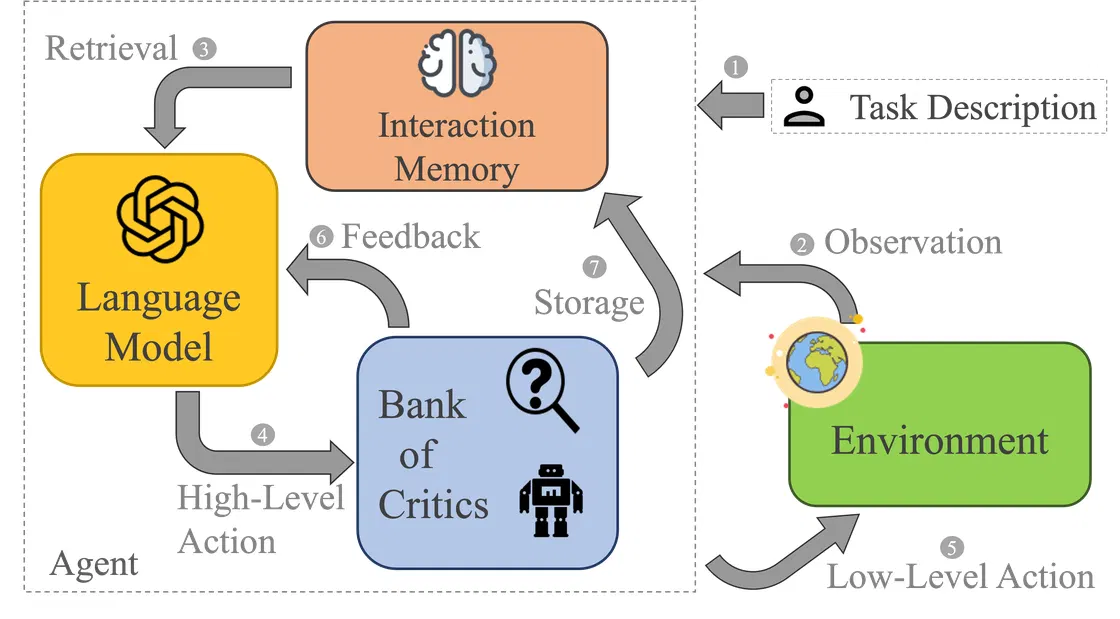 Retrieval 3
1
Interaction
Memory
Task Description
6 Feedback
2 Observation
7
Storage
Language
Model
Bank
of
Critics
?
Environment
4
High-Level
Action
Agent
5
Low-Level Action